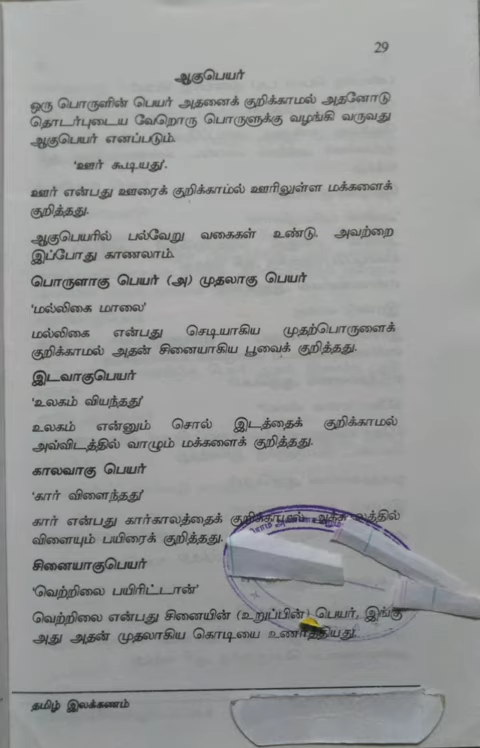 29
ஆகுபெயர்
ஒரு பொருளின் பெயர் அதனைக் குறிக்காமல் அதனோடு
தொடர்புடைய வேறொரு பொருளுக்கு வழங்கி வருவது
ஆகுபெயர் எனப்படும்.
'ஊர் கூடியது'.
ஊர் என்பது ஊரைக் குறிக்காமல் ஊரிலுள்ள மக்களைக்
குறித்தது.
ஆகுபெயரில் பல்வேறு வகைகள் உண்டு. அவற்றை
இப்போது காணலாம்.
பொருளாகு பெயர் (அ) முதலாகு பெயர்
'மல்லிகை மாலை'
மல்லிகை என்பது செடியாகிய முதற்பொருளைக்
குறிக்காமல் அதன் சினையாகிய பூவைக் குறித்தது.
இடவாகுபெயர்
'உலகம் வியந்தது'
உலகம் என்னும் சொல் இடத்தைக் குறிக்காமல்
அவ்விடத்தில் வாழும் மக்களைக் குறித்தது.
காலவாகு பெயர்
'கார் விளைந்தது'
கார் என்பது கார்காலத்தைக் குறிக்காமல்
விளையும் பயிரைக் குறித்தது.
சினையாகுபெயர்
'வெற்றிலை பயிரிட்டான்'
வெற்றிலை என்பது சினையின் (உறுப்பின்) பெயர், இங்கு
அது அதன் முதலாகிய கொடியை உணர்த்தியது.
தமிழ் இலக்கணம்